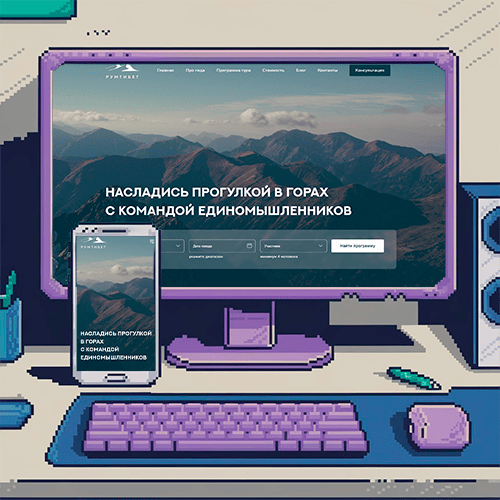 РУМТИБЕТ
Главная Про гида Программа тура Стоимость Блог Контакты Консультация
НАСЛАДИСЬ ПРОГУЛКОЙ В ГОРАХ
С КОМАНДОЙ ЕДИНОМЫШЛЕННИКОВ
Дата похода Участники Найти программу
укажите диапазон минимум 4 человека
РУМТИБЕТ
НАСЛАДИСЬ ПРОГУЛКОЙ
В ГОРАХ
С КОМАНДОЙ
ЕДИНОМЫШЛЕННИКОВ